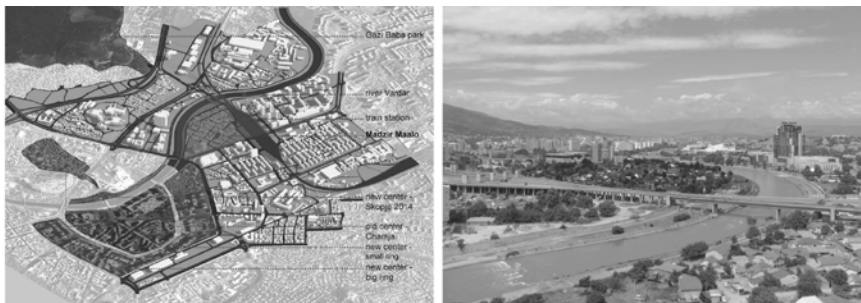 Gazi Baba park
river Vardar
train station
Madzir Maalo
new center -
Skopje 2014
old center -
Charsija
new center -
small ring
new center -
big ring